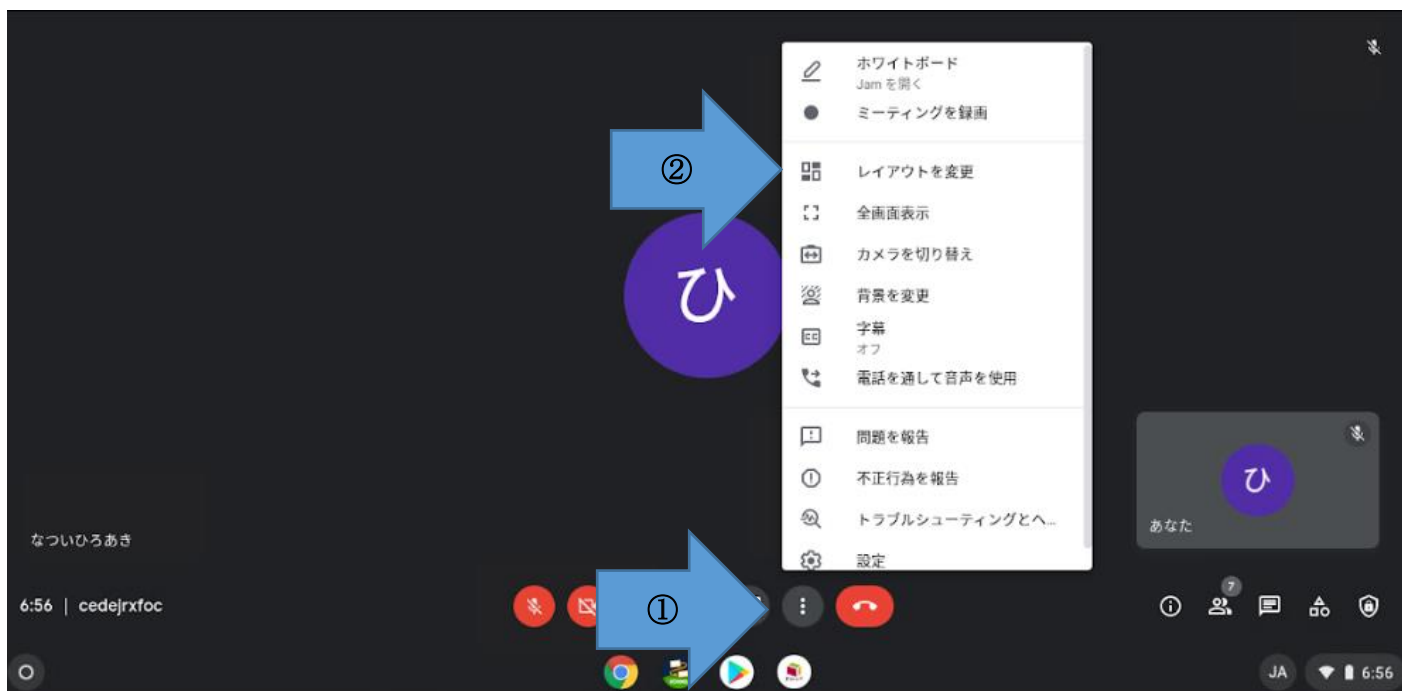 ホワイトボード
Jam を開く
ミーティングを録画
②
レイアウトを変更
全画面表示
カメラを切り替え
ひ
背景を変更
字幕
オフ
電話を通して音声を使用
問題を報告
不正行為を報告
ひ
トラブルシューティングとヘ...
あなた
なついひろあき
設定
6:56 | cedejrxfoc
①
7
JA
6:56